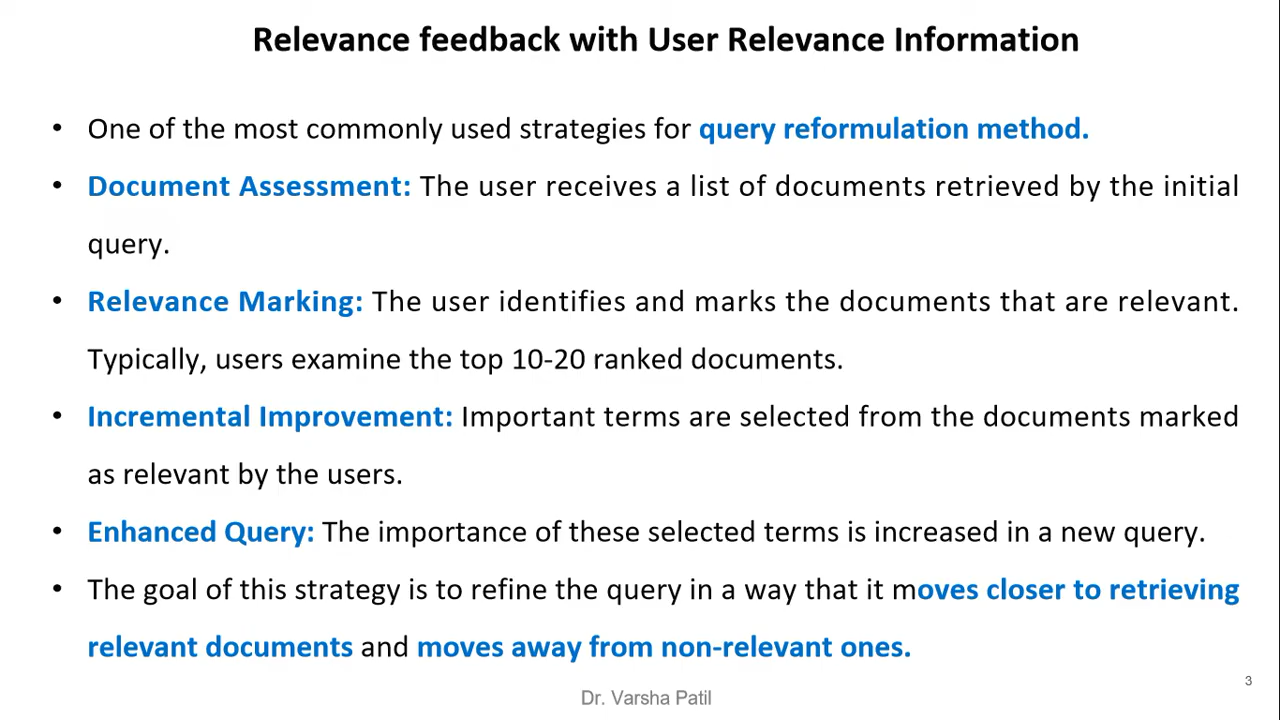 Relevance feedback with User Relevance Information
• One of the most commonly used strategies for query reformulation method.
• Document Assessment: The user receives a list of documents retrieved by the initial
query.
• Relevance Marking: The user identifies and marks the documents that are relevant.
Typically, users examine the top 10-20 ranked documents.
• Incremental Improvement: Important terms are selected from the documents marked
as relevant by the users.
• Enhanced Query: The importance of these selected terms is increased in a new query.
• The goal of this strategy is to refine the query in a way that it moves closer to retrieving
relevant documents and moves away from non-relevant ones.
3
Dr. Varsha Patil